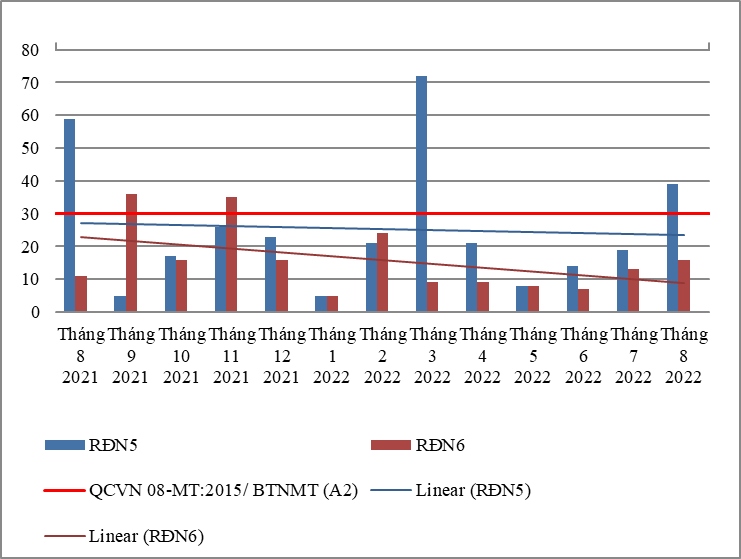 80
70
60
50
40
30
20
10
0
Tháng Tháng Tháng Tháng Tháng Tháng Tháng Tháng Tháng Tháng Tháng Tháng Tháng
8 9 10 11 12 1 2 3 4 5 6 7 8
2021 2021 2021 2021 2021 2022 2022 2022 2022 2022 2022 2022 2022
RĐN5 RĐN6
QCVN 08-MT:2015/ BTNMT (A2) Linear (RĐN5)
Linear (RĐN6)